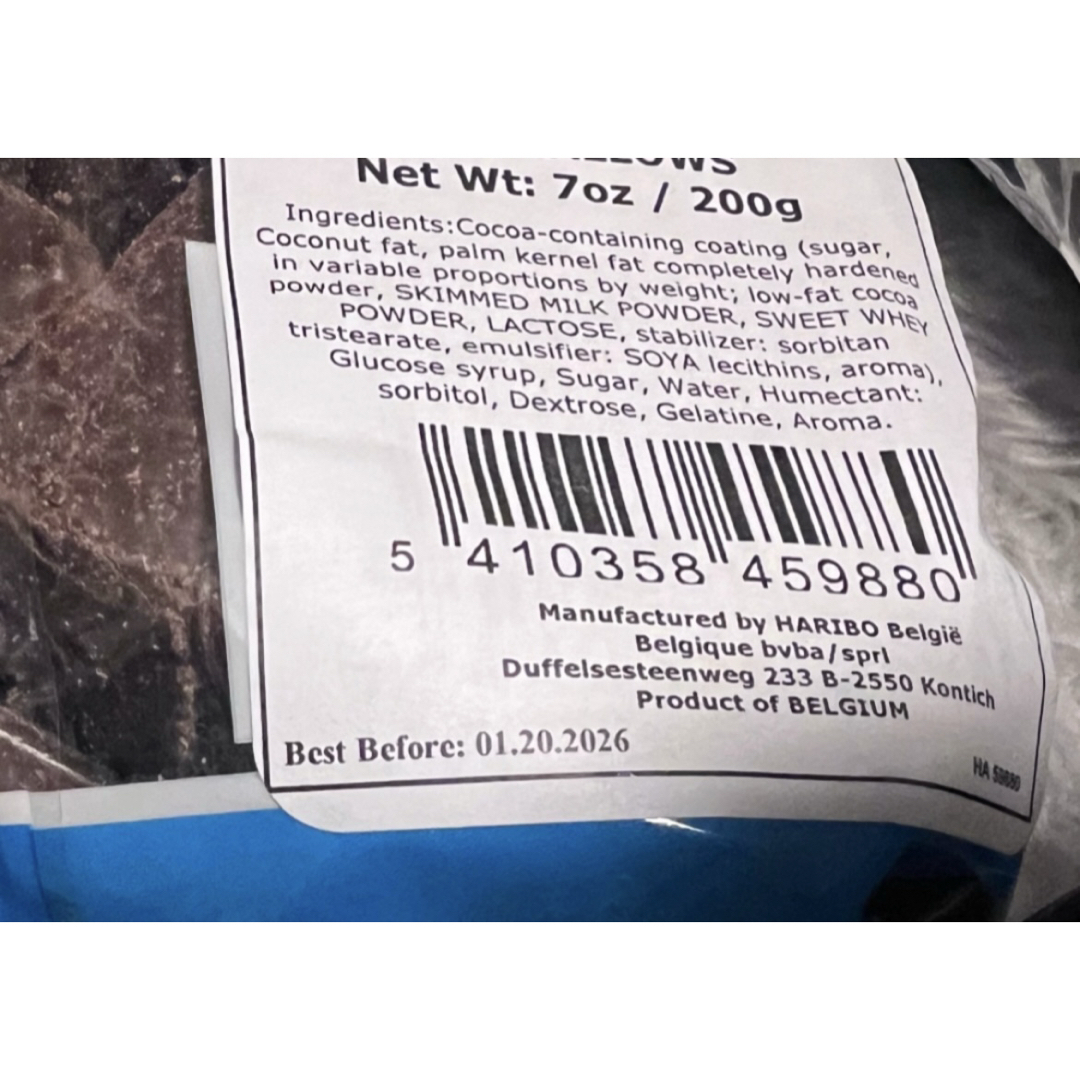 Net Wt: 7oz / 200g
Ingredients:Cocoa-containing coating (sugar,
Coconut fat, palm kernel fat completely hardened
in variable proportions by weight; low-fat cocoa
powder, SKIMMED MILK POWDER, SWEET WHEY
POWDER, LACTOSE, stabilizer: sorbitan
tristearate, emulsifier: SOYA lecithins, aroma),
Glucose syrup, Sugar, Water, Humectant:
sorbitol, Dextrose, Gelatine, Aroma.
5 410358 459880
Manufactured by HARIBO België
Belgique bvba/sprl
Duffelsesteenweg 233 B-2550 Kontich
Product of BELGIUM
Best Before: 01.20.2026
HA 59880